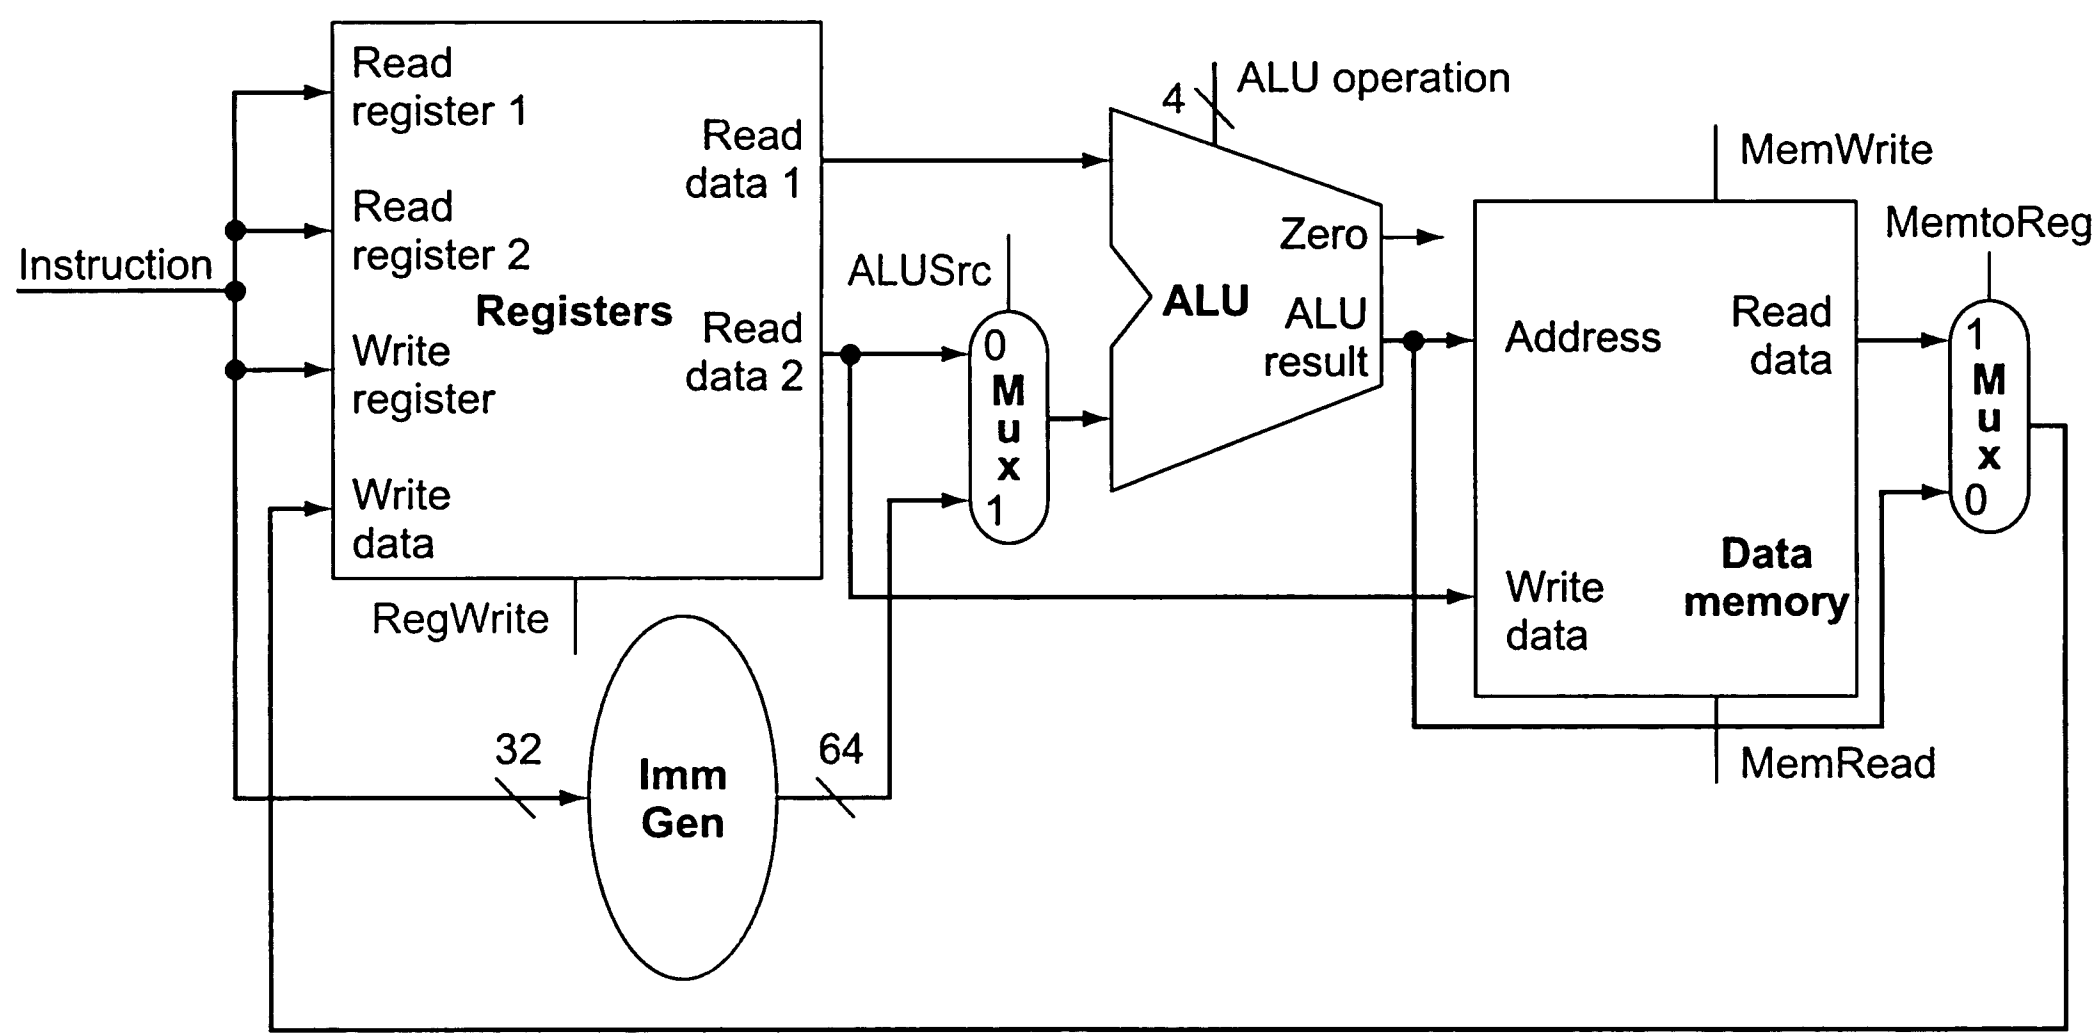 Instruction
Read
register 1
Read
register 2
Registers
Write
register
Write
data
Read
data 1
Read
data 2
RegWrite
32
Imm
Gen
64
ALUSrc
0
M
u
x
1
4
ALU operation
Zero
ALU
ALU
result
MemWrite
Address
Read
data
Write
data
Data
memory
MemRead
MemtoReg
1
M
u
x
0